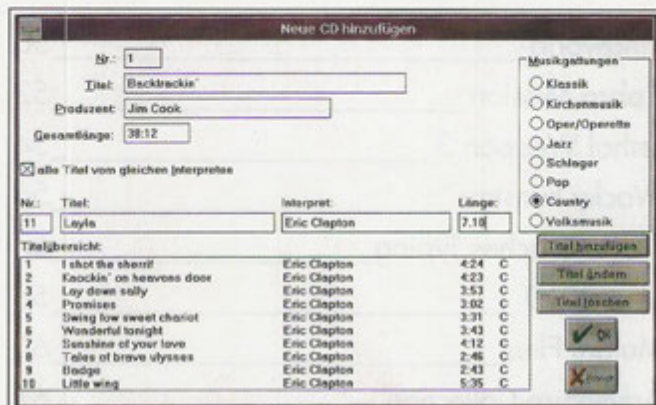 Neue CD hinzufügen
Nr.: 1
Titel: Backtrackin´
Produzent: Jim Cook
Gesamtlänge: 38:12
alle Titel vom gleichen Interpreten
Musikgattungen
Klassik
Kirchenmusik
Oper/Operette
Jazz
Schlager
Pop
Country
Volksmusik
Nr.: Titel: Interpret: Länge:
11 Layla Eric Clapton 7.10
Titelübersicht:
1 I shot the sherrif Eric Clapton 4:24 C
2 Knockin´ on heavens door Eric Clapton 4:23 C
3 Lay down sally Eric Clapton 3:53 C
4 Promises Eric Clapton 3:02 C
5 Swing low sweet chariot Eric Clapton 3:31 C
6 Wonderful tonight Eric Clapton 3:43 C
7 Sunshine of your love Eric Clapton 4:12 C
8 Tales of brave ulysses Eric Clapton 2:46 C
9 Badge Eric Clapton 2:43 C
10 Little wing Eric Clapton 5:35 C
Titel hinzufügen
Titel ändern
Titel löschen
OK